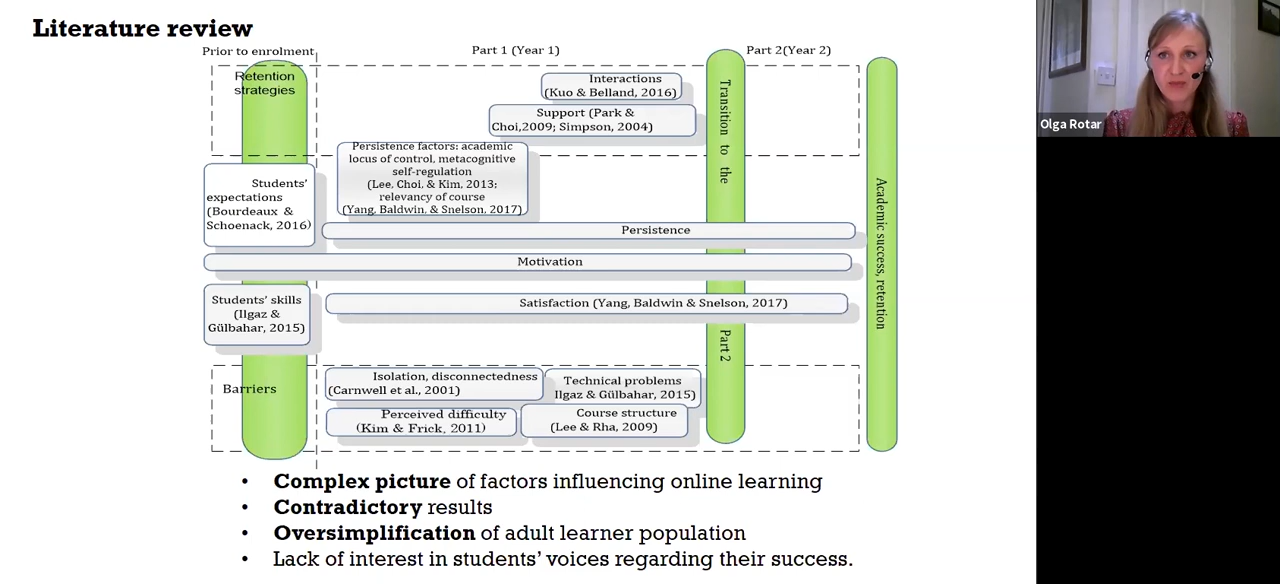 Literature review
Prior to enrolment
Part 1 (Year 1)
Part 2(Year 2)
Retention
strategies
Interactions
(Kuo & Belland, 2016)
Support (Park &
Choi,2009; Simpson, 2004)
Persistence factors: academic
locus of control, metacognitive
self-regulation
(Lee, Choi, & Kim, 2013;
relevancy of course
(Yang, Baldwin, & Snelson, 2017)
Students'
expectations
(Bourdeaux &
Schoenack, 2016)
Persistence
Motivation
Students' skills
(Ilgaz &
Gülbahar, 2015)
Satisfaction (Yang, Baldwin & Snelson, 2017)
Barriers
Isolation, disconnectedness
(Carnwell et al., 2001)
Technical problems
Ilgaz & Gülbahar, 2015)
Perceived difficulty
(Kim & Frick, 2011)
Course structure
(Lee & Rha, 2009)
Transition to the Part 2
Academic success, retention
• Complex picture of factors influencing online learning
• Contradictory results
• Oversimplification of adult learner population
• Lack of interest in students' voices regarding their success.
Olga Rotar